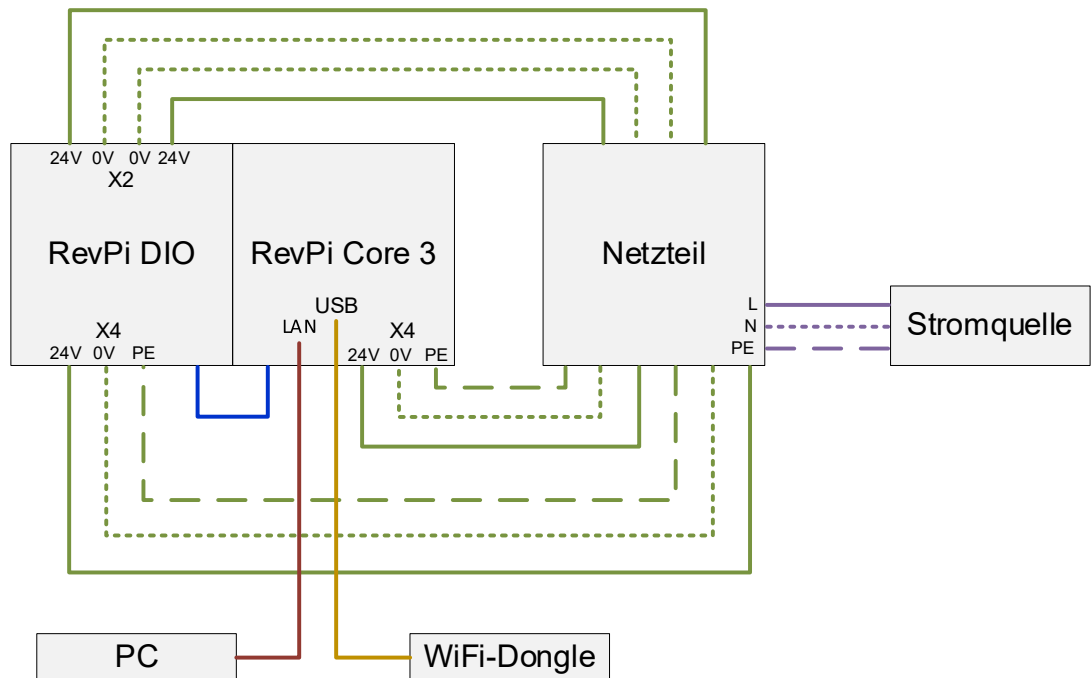 24V 0V 0V 24V
X2
RevPi DIO
RevPi Core 3
Netzteil
USB
LAN
X4
24V 0V PE
X4
24V 0V PE
L
N
PE
Stromquelle
PC
WiFi-Dongle